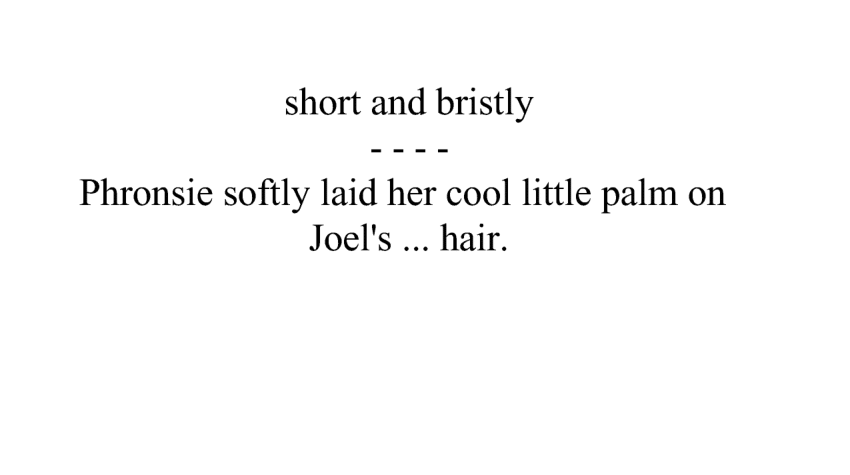 short and bristly
- - - -
Phronsie softly laid her cool little palm on
Joel's ... hair.